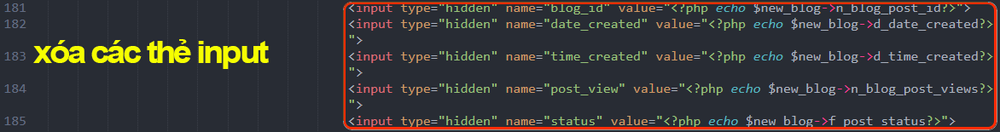 181 <input type="hidden" name="blog_id" value="<?php echo $new_blog->n_blog_post_id?>">
182 <input type="hidden" name="date_created" value="<?php echo $new_blog->d_date_created?>
">
xóa các thẻ input
183 <input type="hidden" name="time_created" value="<?php echo $new_blog->d_time_created?>
">
184 <input type="hidden" name="post_view" value="<?php echo $new_blog->n_blog_post_views?>
">
185 <input type="hidden" name="status" value="<?php echo $new_blog->f_post_status?>">